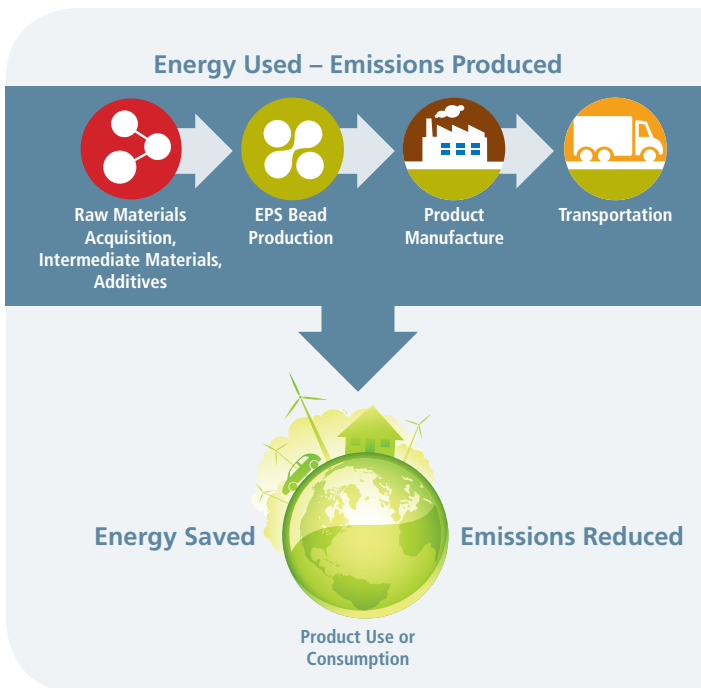 Energy Used – Emissions Produced
Raw Materials
Acquisition,
Intermediate Materials,
Additives
EPS Bead
Production
Product
Manufacture
Transportation
Energy Saved
Emissions Reduced
Product Use or
Consumption